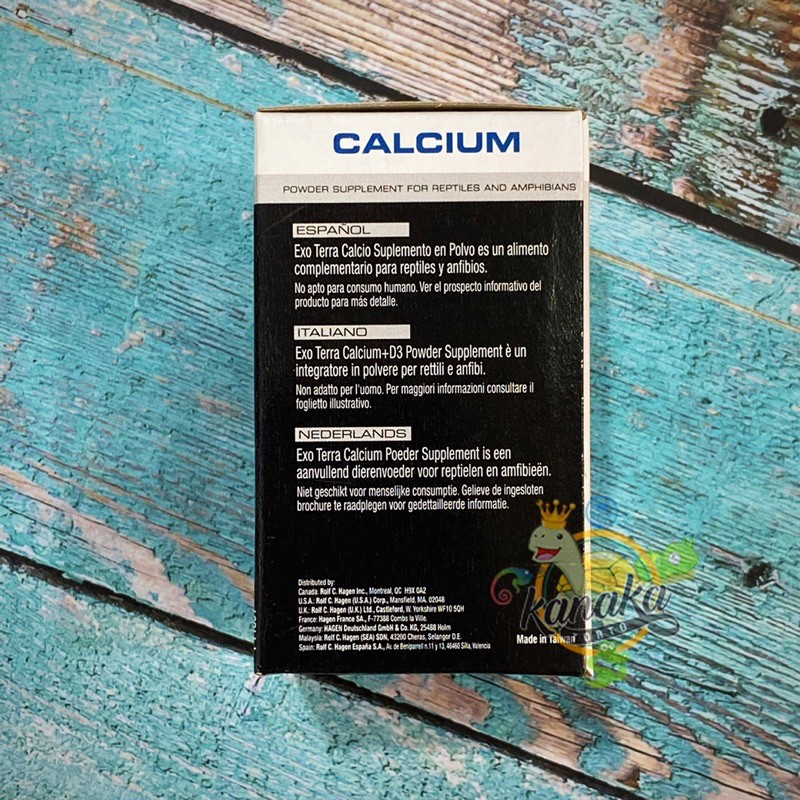 CALCIUM
POWDER SUPPLEMENT FOR REPTILES AND AMPHIBIANS
ESPAÑOL
Exo Terra Calcio Suplemento en Polvo es un alimento
complementario para reptiles y anfibios.
No apto para consumo humano. Ver el prospecto informativo del
producto para más detalle.
ITALIANO
Exo Terra Calcium+D3 Powder Supplement è un
integratore in polvere per rettili e anfibi.
Non adatto per l'uomo. Per maggiori informazioni consultare il
foglietto illustrativo.
NEDERLANDS
Exo Terra Calcium Poeder Supplement is een
aanvullend dierenvoeder voor reptielen en amfibieën.
Niet geschikt voor menselijke consumptie. Gelieve de ingesloten
brochure te raadplegen voor gedettailleerde informatie.
Distributed by:
Canada: Rolf C. Hagen Inc., Montreal, QC H9X 0A2
U.S.A.: Rolf C. Hagen (U.S.A.) Corp., Mansfield, MA. 02048
U.K.: Rolf C. Hagen (U.K.) Ltd., Castleford, W. Yorkshire WF10 5QH
France: Hagen France SA., F-77388 Combs la Ville.
Germany: HAGEN Deutschland GmbH & Co. KG, 25488 Holm
Malaysia: Rolf C. Hagen (SEA) SDN, 43200 Cheras, Selangor D.E.
Spain: Rolf C. Hagen España S.A., Av. de Beniparrell n.11 y 13, 46460 Silla, Valencia
Made in Taiwan
kanaka